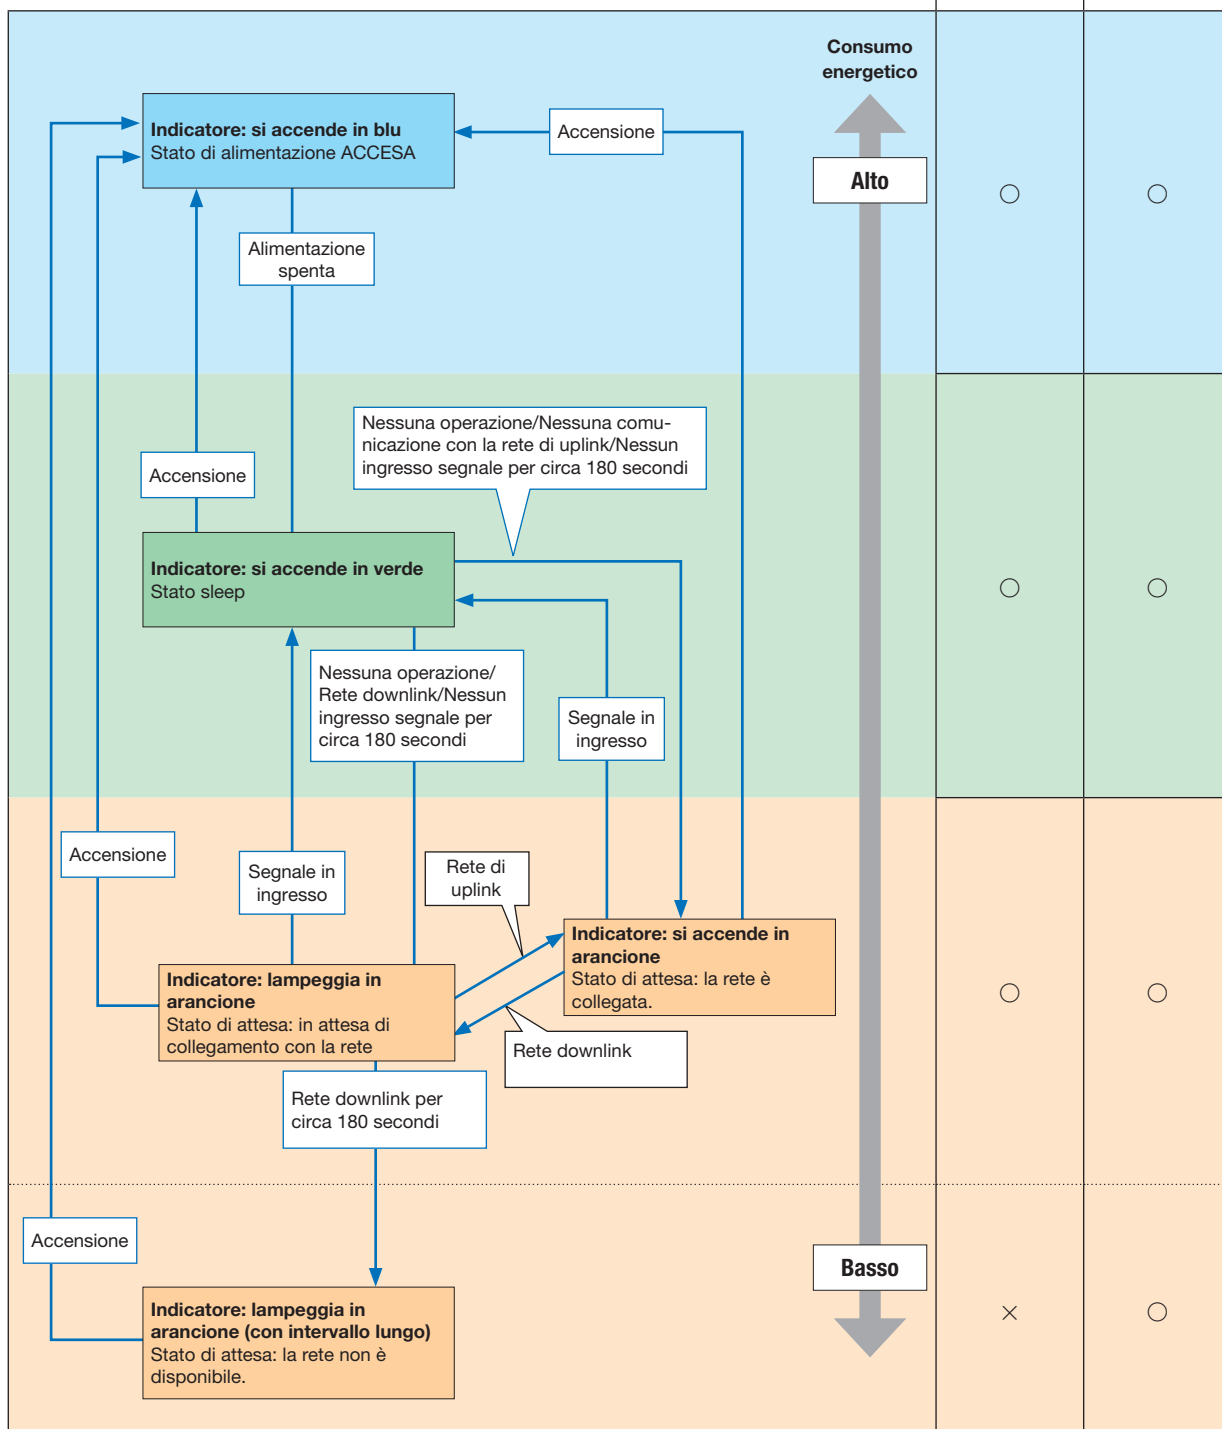 Consumo
energetico
Indicatore: si accende in blu
Stato di alimentazione ACCESA
Accensione
Alto
○
○
Alimentazione
spenta
Nessuna operazione/Nessuna comu-
nicazione con la rete di uplink/Nessun
ingresso segnale per circa 180 secondi
Accensione
Indicatore: si accende in verde
Stato sleep
○
○
Nessuna operazione/
Rete downlink/Nessun
ingresso segnale per
circa 180 secondi
Segnale in
ingresso
Accensione
Segnale in
ingresso
Rete di
uplink
Indicatore: si accende in
arancione
Stato di attesa: la rete è
collegata.
Indicatore: lampeggia in
arancione
Stato di attesa: in attesa di
collegamento con la rete
○
○
Rete downlink
Rete downlink per
circa 180 secondi
Accensione
Basso
Indicatore: lampeggia in
arancione (con intervallo lungo)
Stato di attesa: la rete non è
disponibile.
×
○